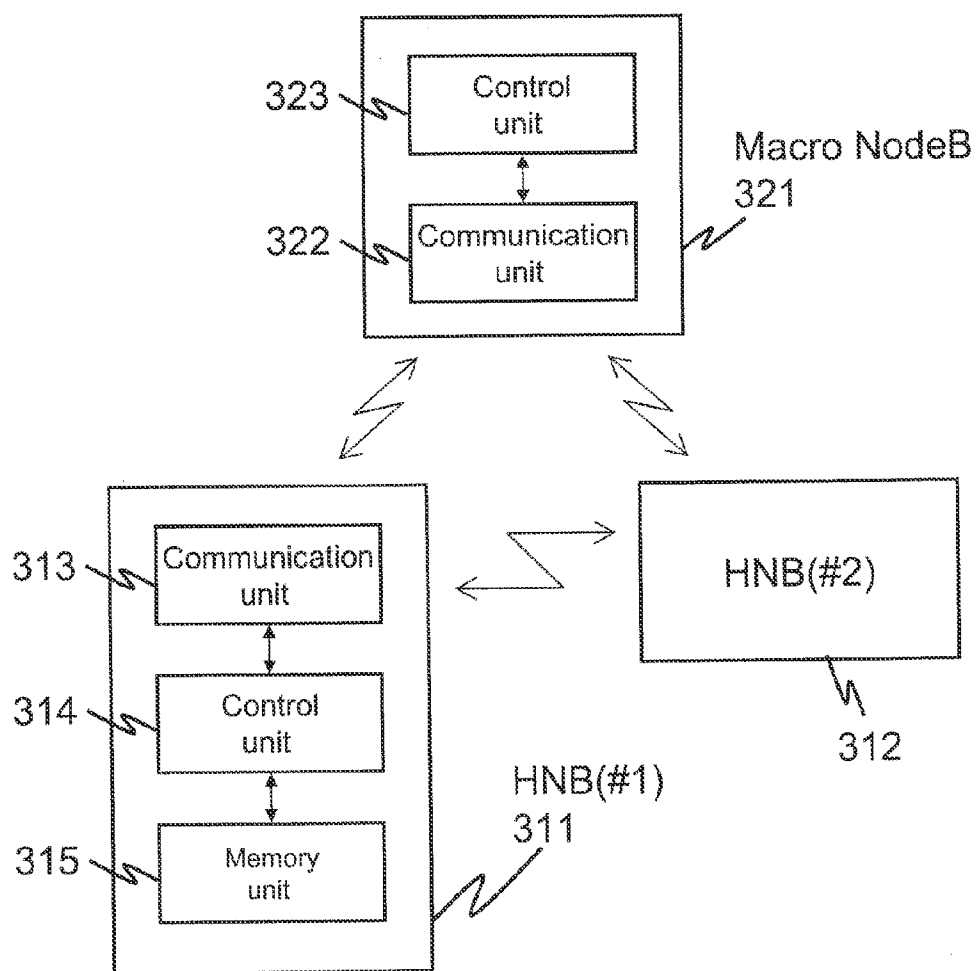 323
Control
unit
Macro NodeB
321
322
Communication
unit
313
Communication
unit
HNB(#2)
314
Control
unit
312
HNB(#1)
311
315
Memory
unit